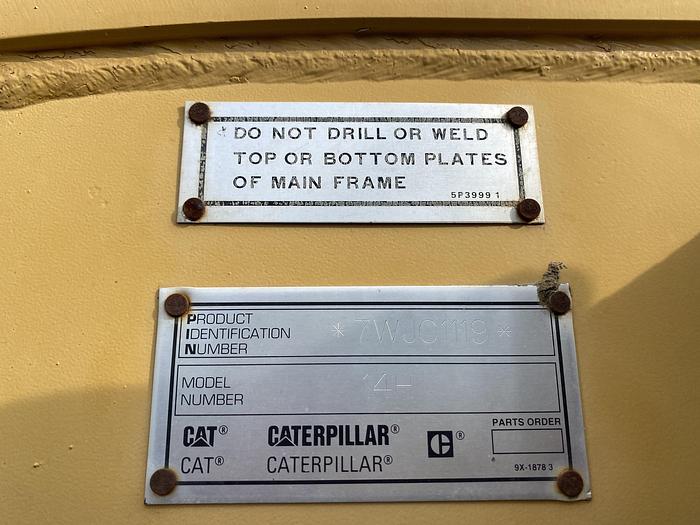 DO NOT DRILL OR WELD
TOP OR BOTTOM PLATES
OF MAIN FRAME
5P3999 1
PRODUCT
IDENTIFICATION
NUMBER
*7WJ01119*
MODEL
NUMBER
14-
CAT® CATERPILLAR® C®
CAT® CATERPILLAR®
PARTS ORDER
9X-1878 3